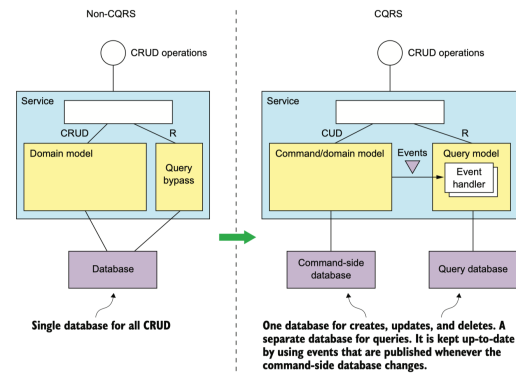 Non-CQRS
CRUD operations
Service
CRUD
R
Domain model
Query
bypass
Database
Single database for all CRUD
CQRS
CRUD operations
Service
CUD
R
Command/domain model
Events
Query model
Event
handler
Command-side
database
Query database
One database for creates, updates, and deletes. A
separate database for queries. It is kept up-to-date
by using events that are published whenever the
command-side database changes.